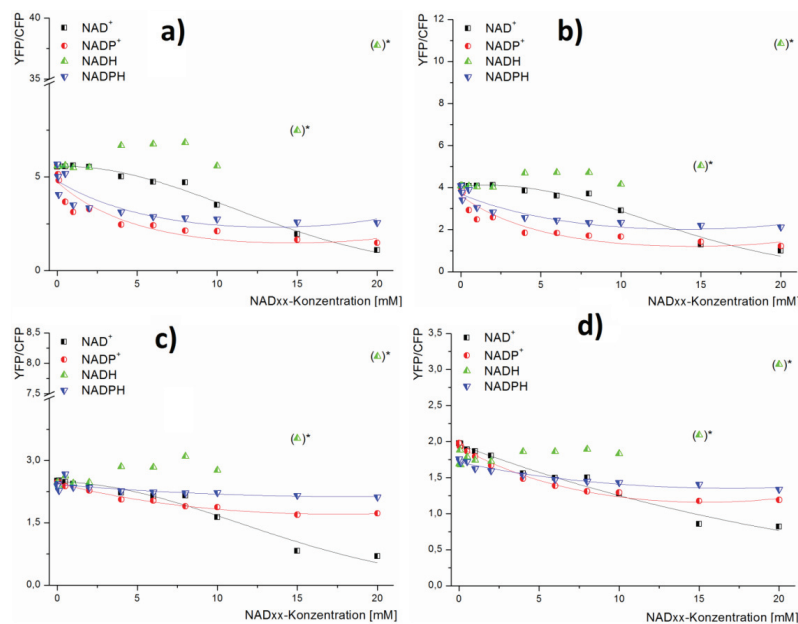 a)
40
35
5
0
YFP/CFP
NAD+
NADP+
NADH
NADPH
( )*
( )*
0 5 10 15 20
NADxx-Konzentration [mM]
b)
12
10
8
6
4
2
0
YFP/CFP
NAD+
NADP+
NADH
NADPH
( )*
( )*
0 5 10 15 20
NADxx-Konzentration [mM]
c)
8,5
8,0
7,5
3,0
1,5
0,0
YFP/CFP
NAD+
NADP+
NADH
NADPH
( )*
( )*
0 5 10 15 20
NADxx-Konzentration [mM]
d)
3,5
3,0
2,5
2,0
1,5
1,0
0,5
0,0
YFP/CFP
NAD+
NADP+
NADH
NADPH
( )*
( )*
0 5 10 15 20
NADxx-Konzentration [mM]